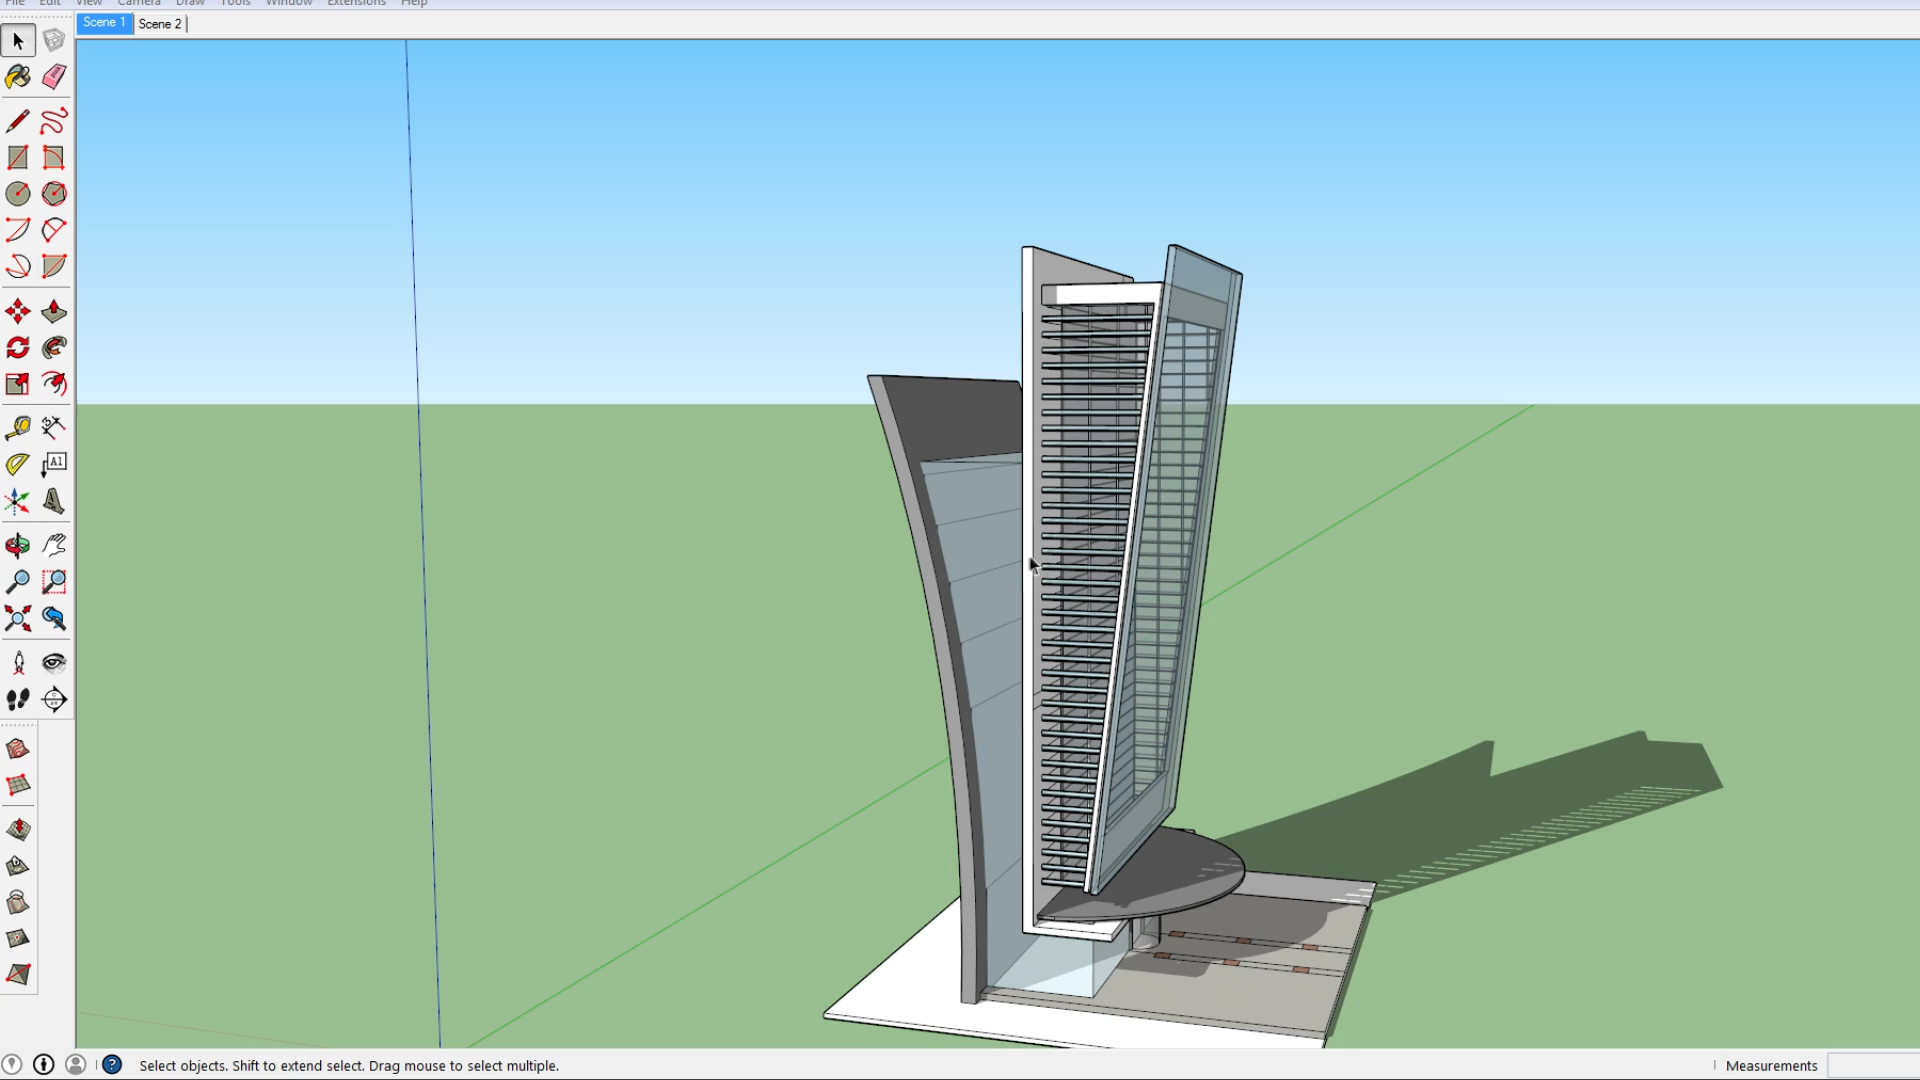 File Edit View Camera Draw Tools Window Extensions Help
Scene 1 Scene 2
A1
Select objects. Shift to extend select. Drag mouse to select multiple.
Measurements